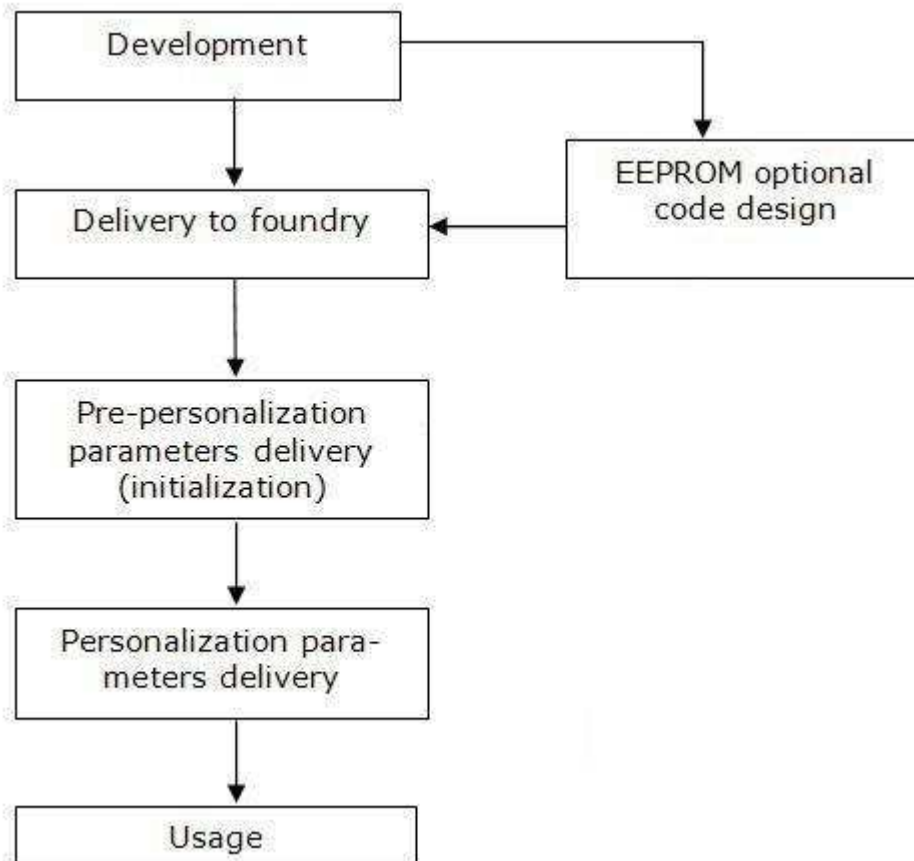 Development
EEPROM optional
code design
Delivery to foundry
Pre-personalization
parameters delivery
(initialization)
Personalization para-
meters delivery
Usage